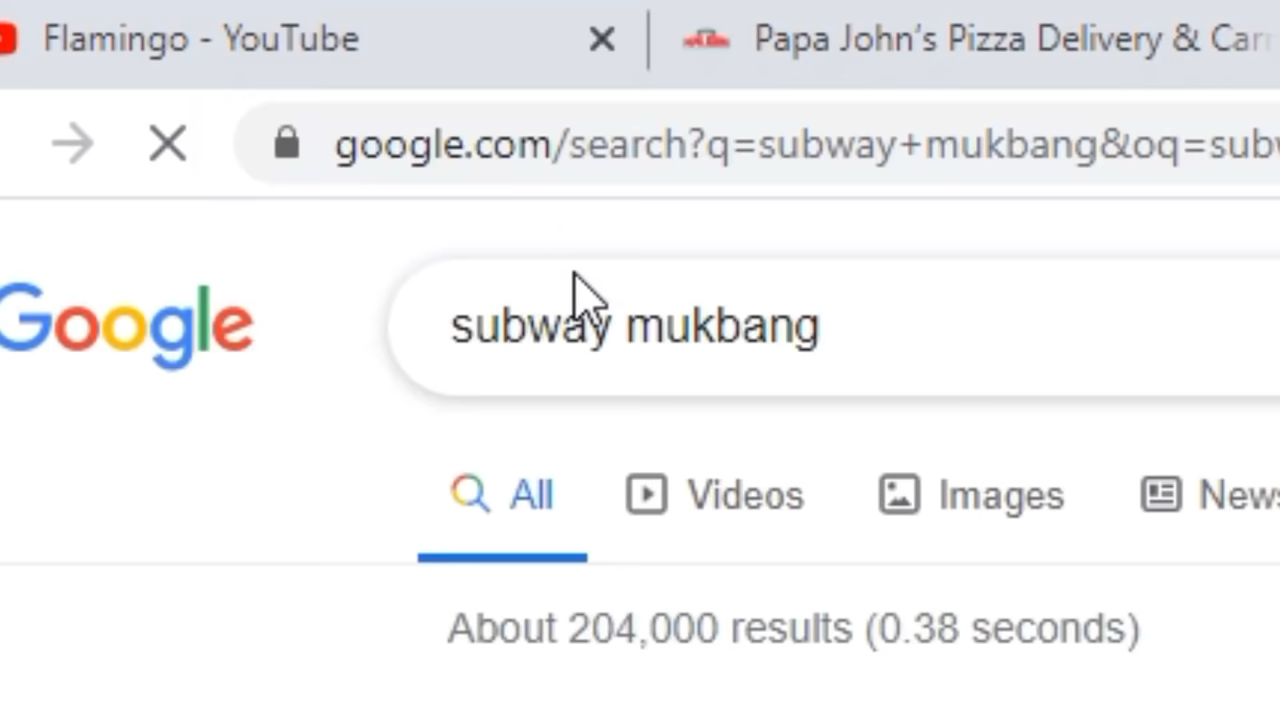 Flamingo - YouTube
Papa John's Pizza Delivery & Car
google.com/search?q=subway+mukbang&oq=sub
Google
subway mukbang
All Videos Images News
About 204,000 results (0.38 seconds)